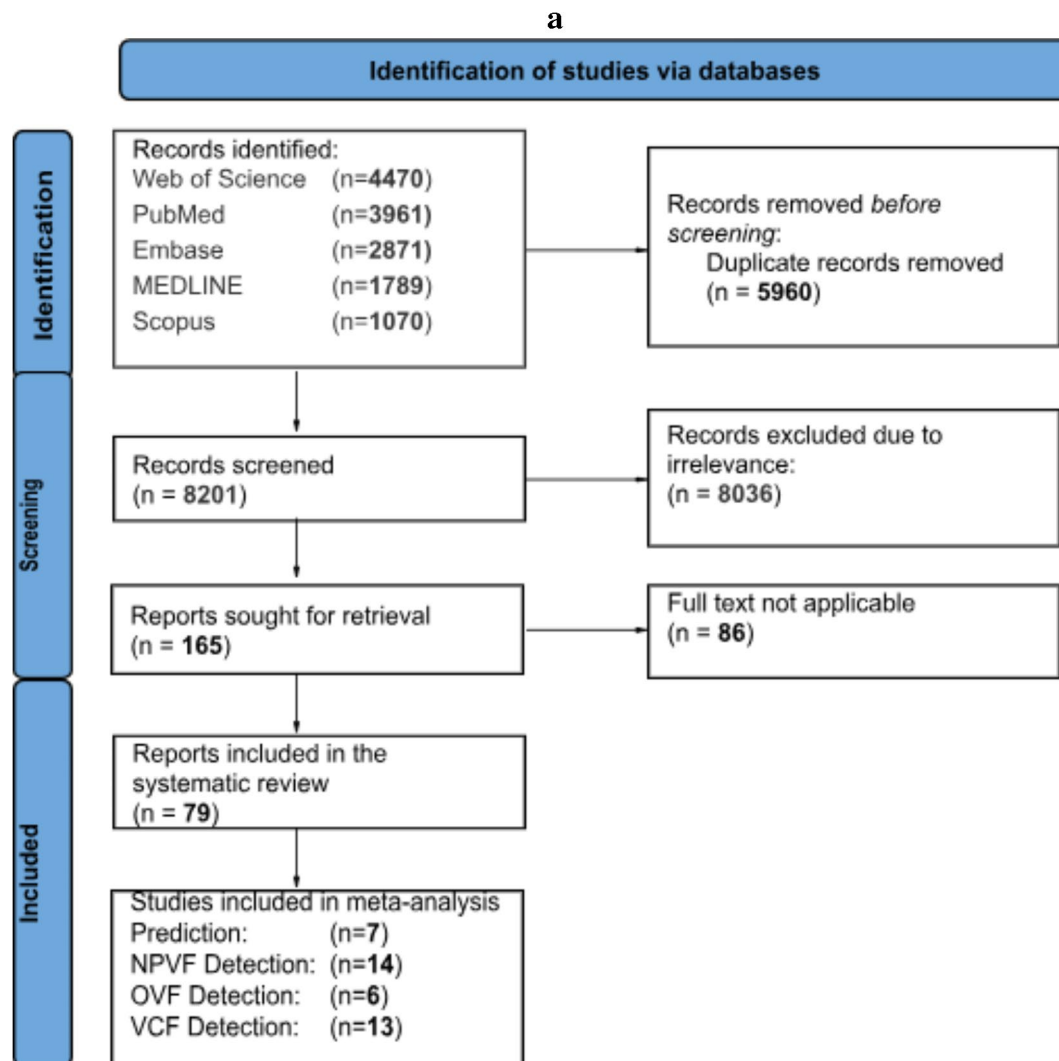 a
Identification of studies via databases
Identification
Records identified:
Web of Science (n=4470)
PubMed (n=3961)
Embase (n=2871)
MEDLINE (n=1789)
Scopus (n=1070)
Records removed before
screening:
Duplicate records removed
(n = 5960)
Screening
Records screened
(n = 8201)
Records excluded due to
irrelevance:
(n = 8036)
Reports sought for retrieval
(n = 165)
Full text not applicable
(n = 86)
Included
Reports included in the
systematic review
(n = 79)
Studies included in meta-analysis
Prediction: (n=7)
NPVF Detection: (n=14)
OVF Detection: (n=6)
VCF Detection: (n=13)